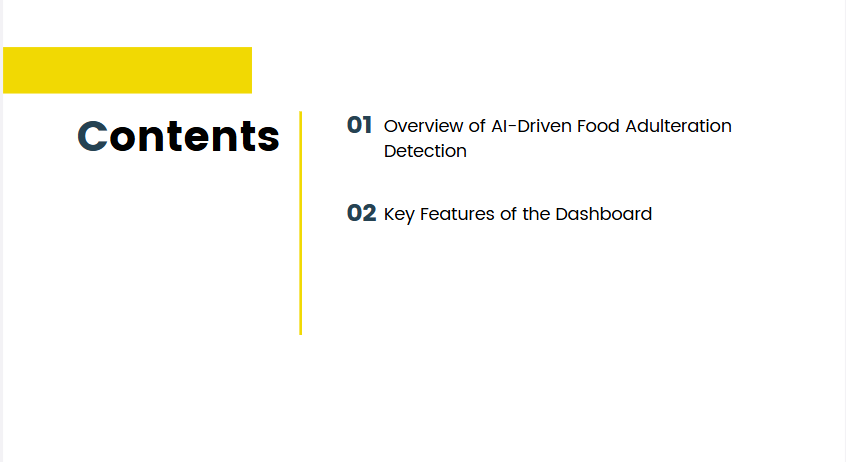 Contents
01 Overview of AI-Driven Food Adulteration
Detection
02 Key Features of the Dashboard